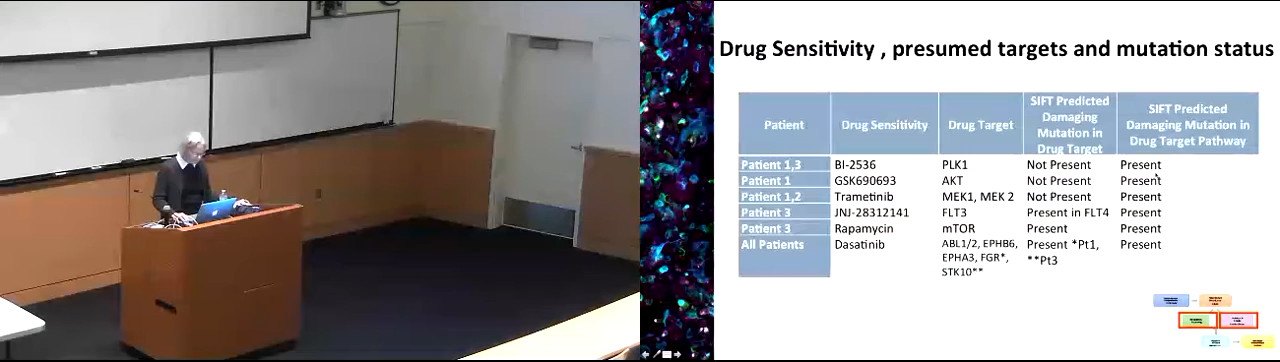 Drug Sensitivity , presumed targets and mutation status
Patient Drug Sensitivity Drug Target SIFT Predicted Damaging Mutation in Drug Target SIFT Predicted Damaging Mutation in Drug Target Pathway
Patient 1,3 BI-2536 PLK1 Not Present Present
Patient 1 GSK690693 AKT Not Present Present
Patient 1,2 Trametinib MEK1, MEK 2 Not Present Present
Patient 3 JNJ-28312141 FLT3 Present in FLT4 Present
Patient 3 Rapamycin mTOR Present Present
All Patients Dasatinib ABL1/2, EPHB6, Present *Pt1, Present
EPHA3, FGR*, **Pt3
STK10**